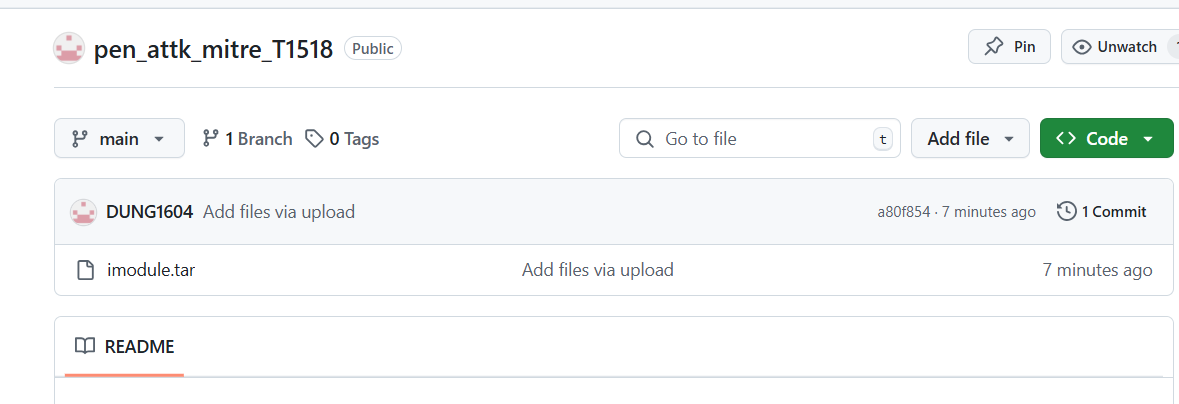 pen_attk_mitre_T1518 Public Pin Unwatch
main 1 Branch 0 Tags Go to file t Add file Code
DUNG1604 Add files via upload a80f854 · 7 minutes ago 1 Commit
imodule.tar Add files via upload 7 minutes ago
README